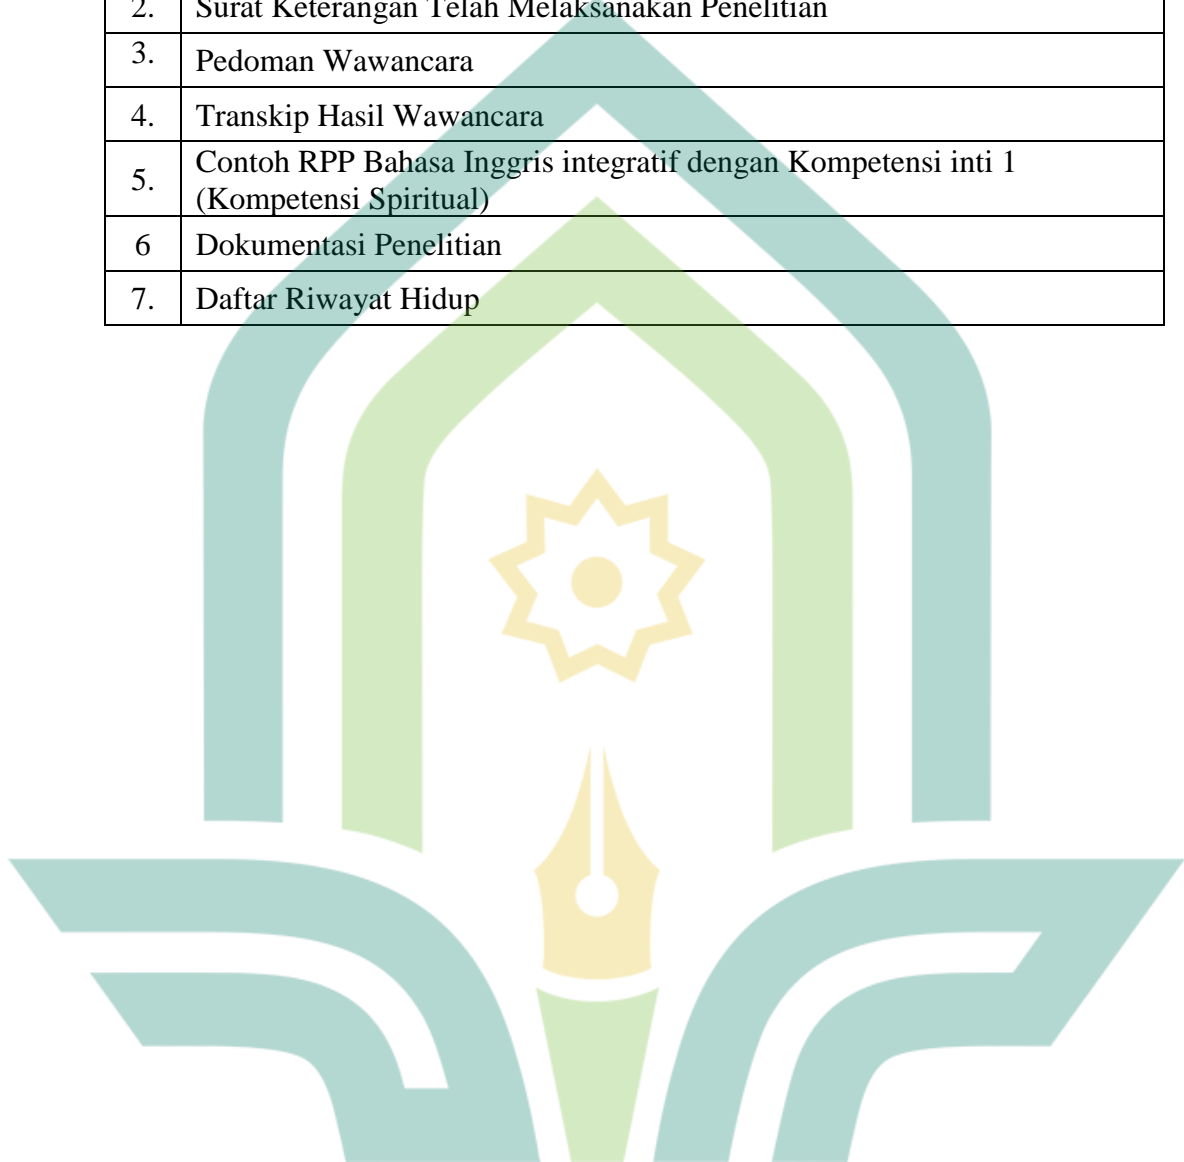 2. Surat Keterangan Telah Melaksanakan Penelitian
3. Pedoman Wawancara
4. Transkip Hasil Wawancara
5. Contoh RPP Bahasa Inggris integratif dengan Kompetensi inti 1
(Kompetensi Spiritual)
6 Dokumentasi Penelitian
7. Daftar Riwayat Hidup